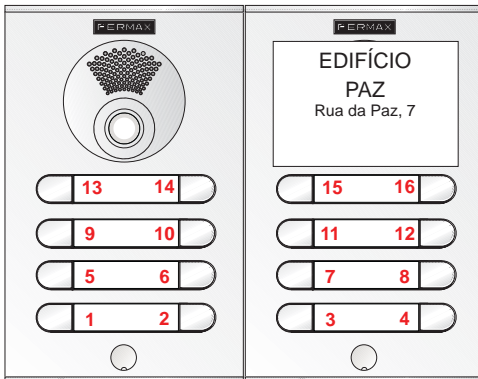 FERMAX
FERMAX
EDIFÍCIO
PAZ
Rua da Paz, 7
13 14
15 16
9 10
11 12
5 6
7 8
1 2
3 4